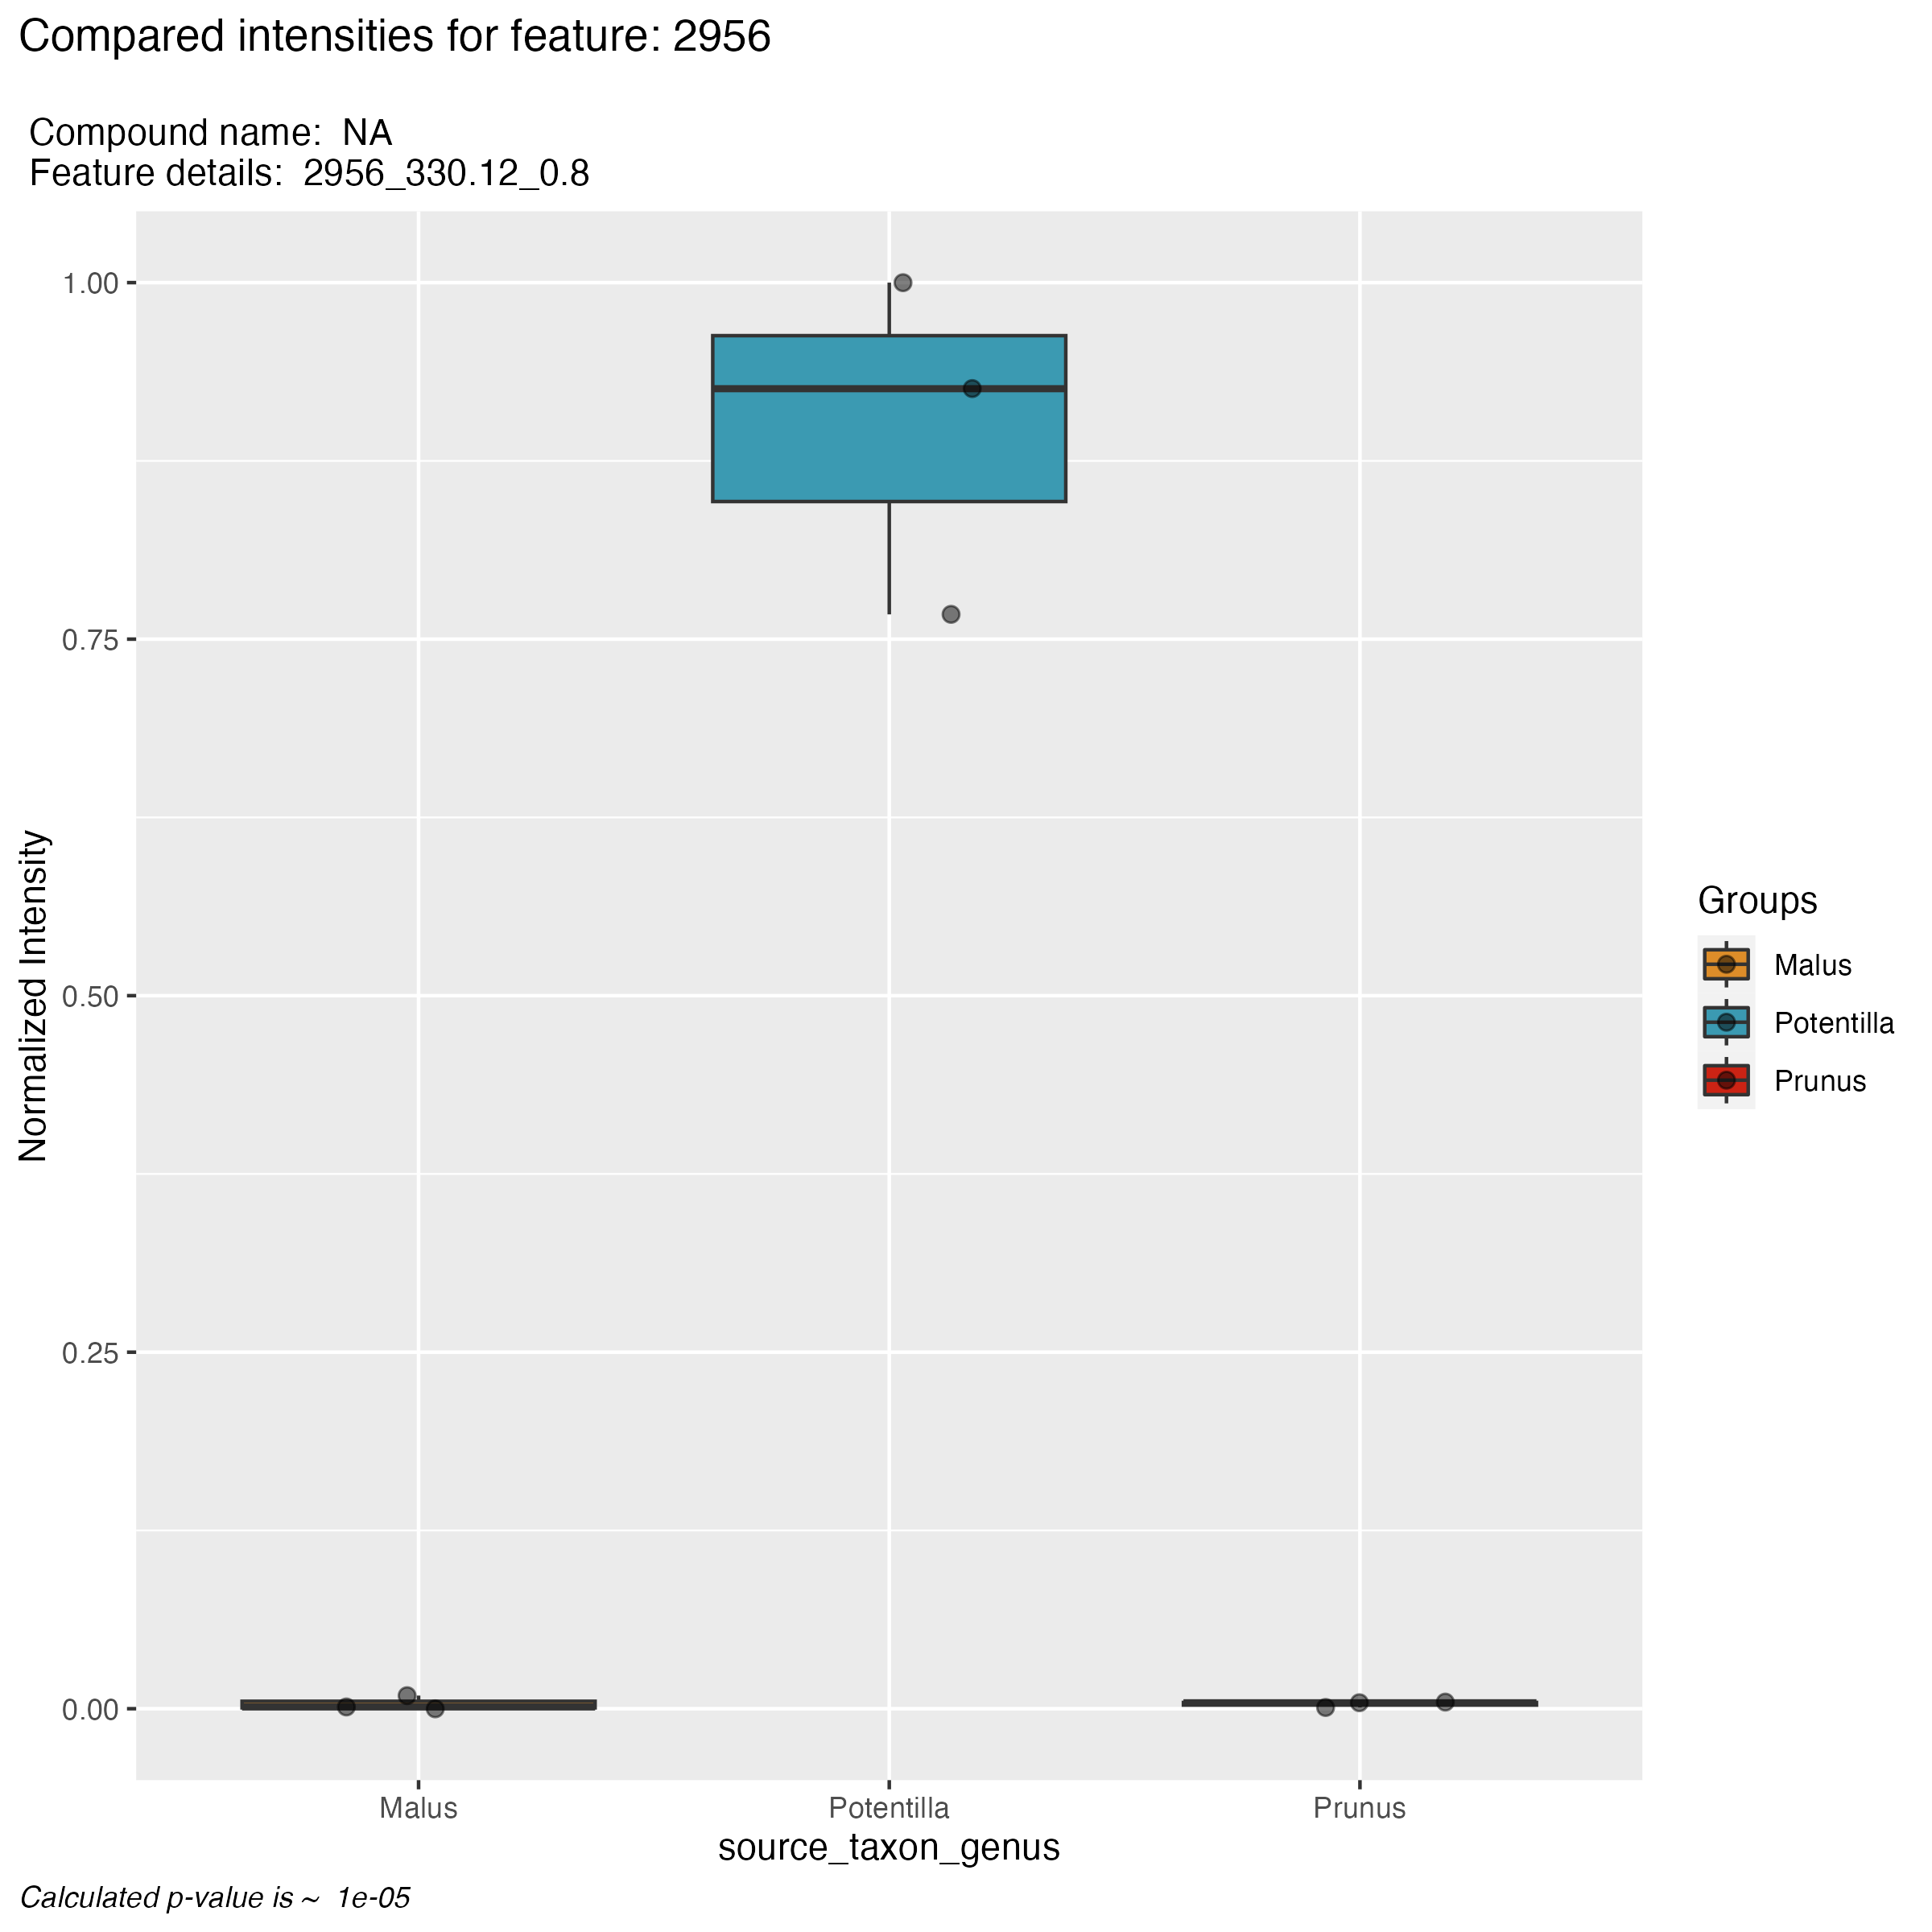 Compared intensities for feature: 2956
Compound name:  NA
Feature details:  2956_330.12_0.8
Normalized Intensity
1.00
0.75
0.50
0.25
0.00
Malus
Potentilla
Prunus
source_taxon_genus
Groups
Malus
Potentilla
Prunus
Calculated p-value is ~  1e-05